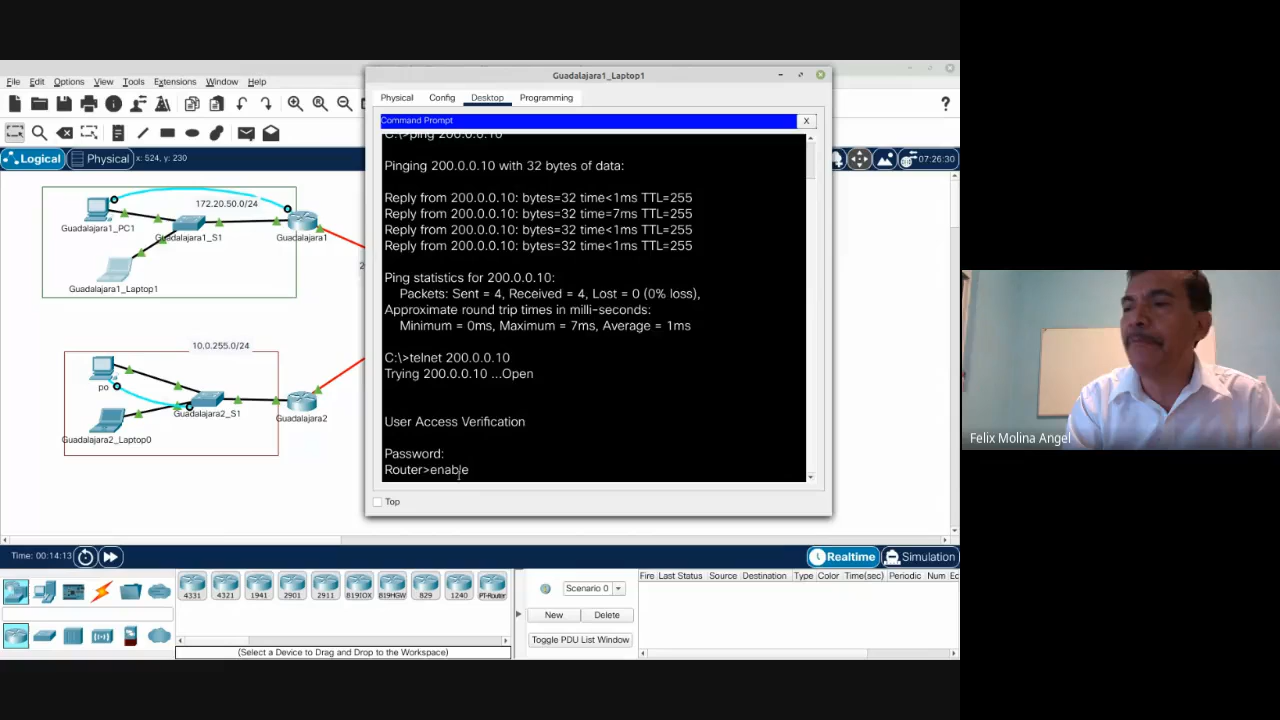 Guadalajara1_Laptop1
File Edit Options View Tools Extensions Window Help
Physical Config Desktop Programming
Command Prompt
X
?
Logical
Physical
x: 524, y: 230
07:26:30
C:\>ping 200.0.0.10
Pinging 200.0.0.10 with 32 bytes of data:
Reply from 200.0.0.10: bytes=32 time<1ms TTL=255
Reply from 200.0.0.10: bytes=32 time=7ms TTL=255
Reply from 200.0.0.10: bytes=32 time<1ms TTL=255
Reply from 200.0.0.10: bytes=32 time<1ms TTL=255
Ping statistics for 200.0.0.10:
Packets: Sent = 4, Received = 4, Lost = 0 (0% loss),
Approximate round trip times in milli-seconds:
Minimum = 0ms, Maximum = 7ms, Average = 1ms
C:\>telnet 200.0.0.10
Trying 200.0.0.10 ...Open
User Access Verification
Password:
Router>enable
Top
172.20.50.0/24
Guadalajara1_PC1
Guadalajara1_S1
Guadalajara1
Guadalajara1_Laptop1
2
10.0.255.0/24
po
Guadalajara2_S1
Guadalajara2
Guadalajara2_Laptop0
Felix Molina Angel
Time: 00:14:13
Realtime
Simulation
4331 4321 1941 2901 2911 819IOX 819HGW 829 1240 PT-Router
(Select a Device to Drag and Drop to the Workspace)
Scenario 0
New
Delete
Toggle PDU List Window
Fire Last Status Source Destination Type Color Time(sec) Periodic Num Ec